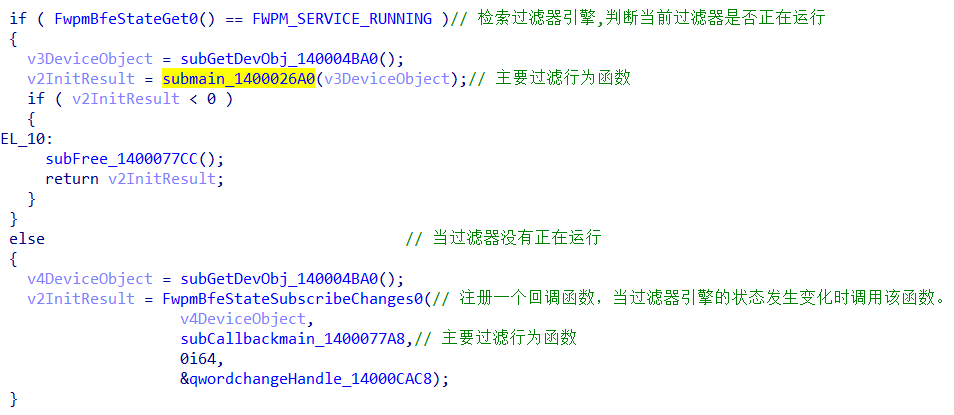 if ( FwpmBfeStateGet0() == FWPM_SERVICE_RUNNING )// 检索过滤器引擎,判断当前过滤器是否正在运行
{
v3DeviceObject = subGetDevObj_140004BA0();
v2InitResult = submain_1400026A0(v3DeviceObject);// 主要过滤行为函数
if ( v2InitResult < 0 )
{
EL_10:
subFree_1400077CC();
return v2InitResult;
}
}
else // 当过滤器没有正在运行
{
v4DeviceObject = subGetDevObj_140004BA0();
v2InitResult = FwpmBfeStateSubscribeChanges0(// 注册一个回调函数，当过滤器引擎的状态发生变化时调用该函数。
v4DeviceObject,
subCallbackmain_1400077A8,// 主要过滤行为函数
0i64,
&qwordchangeHandle_14000CAC8);
}